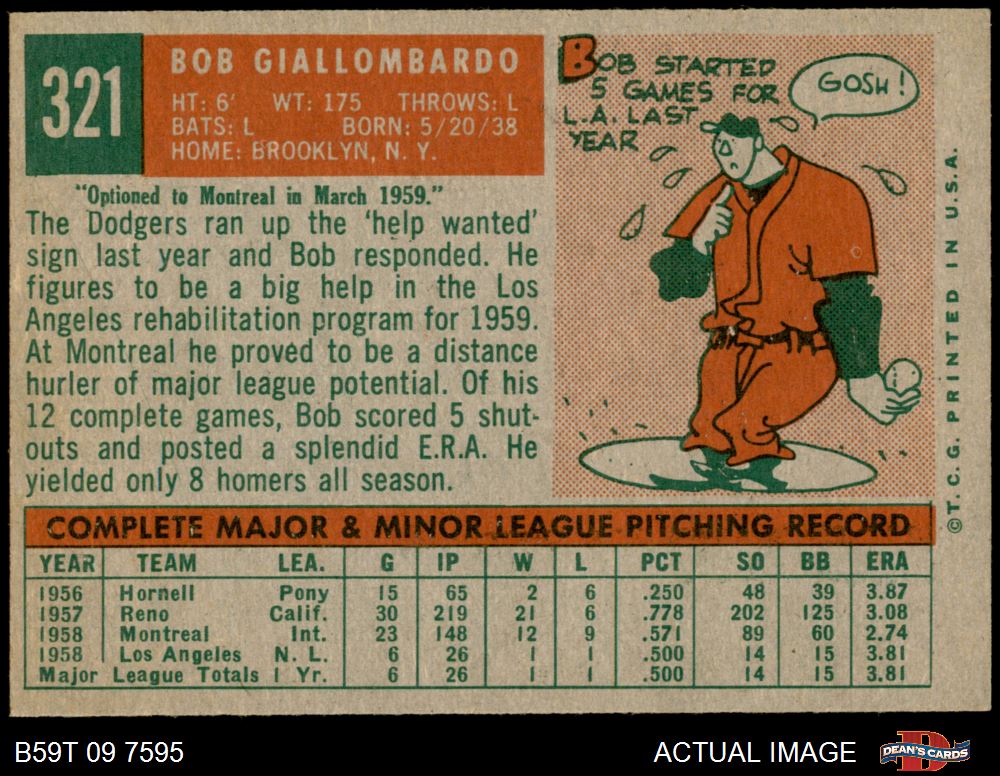 321
BOB GIALLOMBARDO
HT: 6' WT: 175 THROWS: L
BATS: L BORN: 5/20/38
HOME: BROOKLYN, N. Y.
"Optioned to Montreal in March 1959."
The Dodgers ran up the 'help wanted'
sign last year and Bob responded. He
figures to be a big help in the Los
Angeles rehabilitation program for 1959.
At Montreal he proved to be a distance
hurler of major league potential. Of his
12 complete games, Bob scored 5 shut-
outs and posted a splendid E.R.A. He
yielded only 8 homers all season.
BOB STARTED
5 GAMES FOR
L.A. LAST
YEAR
GOSH!
©T. C. G. PRINTED IN U.S.A.
COMPLETE MAJOR & MINOR LEAGUE PITCHING RECORD
YEAR TEAM LEA. G IP W L PCT SO BB ERA
1956 Hornell Pony 15 65 2 6 .250 48 39 3.87
1957 Reno Calif. 30 219 21 6 .778 202 125 3.08
1958 Montreal Int. 23 148 12 9 .571 89 60 2.74
1958 Los Angeles N. L. 6 26 1 1 .500 14 15 3.81
Major League Totals 1 Yr. 6 26 1 1 .500 14 15 3.81
B59T 09 7595
ACTUAL IMAGE
D
DEAN'S CARDS